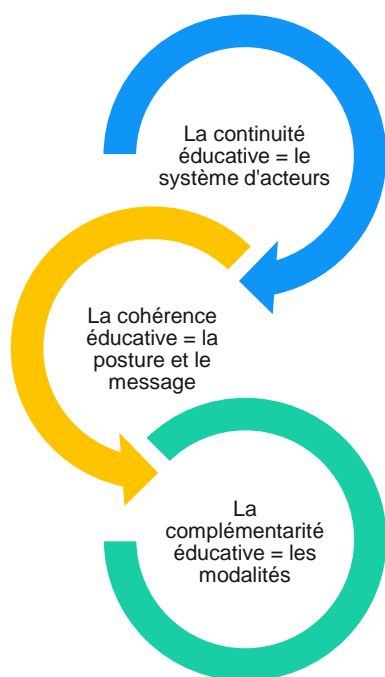 La continuité
éducative = le
système d'acteurs
La cohérence
éducative = la
posture et le
message
La
complémentarité
éducative = les
modalités